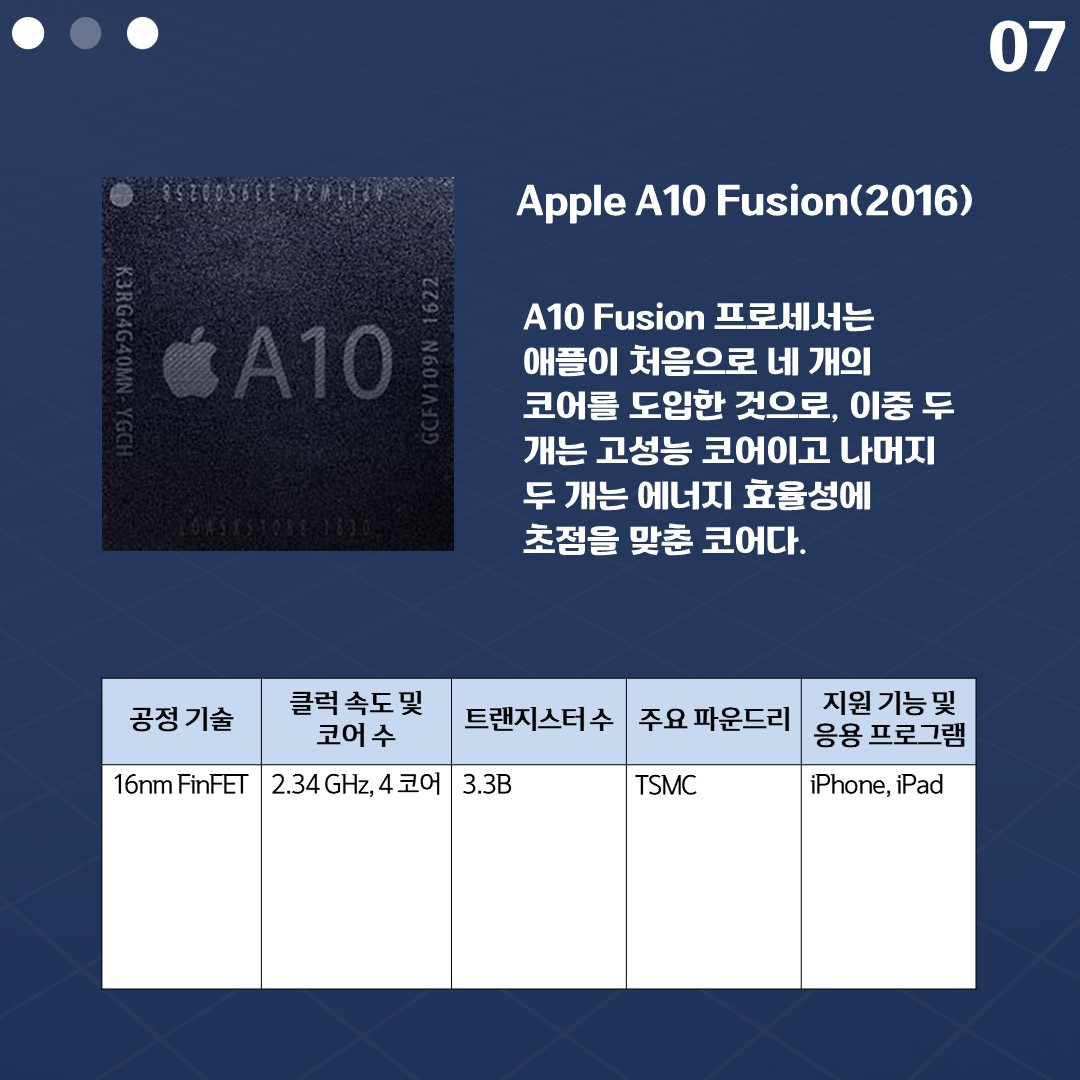 07
A10
K3RG4G40MN- YGCH
GCFV109N 1622
Apple A10 Fusion(2016)
A10 Fusion 프로세서는
애플이 처음으로 네 개의
코어를 도입한 것으로, 이중 두
개는 고성능 코어이고 나머지
두 개는 에너지 효율성에
초점을 맞춘 코어다.
공정 기술
클럭 속도 및
코어 수
트랜지스터 수
주요 파운드리
지원 기능 및
응용 프로그램
16nm FinFET
2.34 GHz, 4 코어
3.3B
TSMC
iPhone, iPad